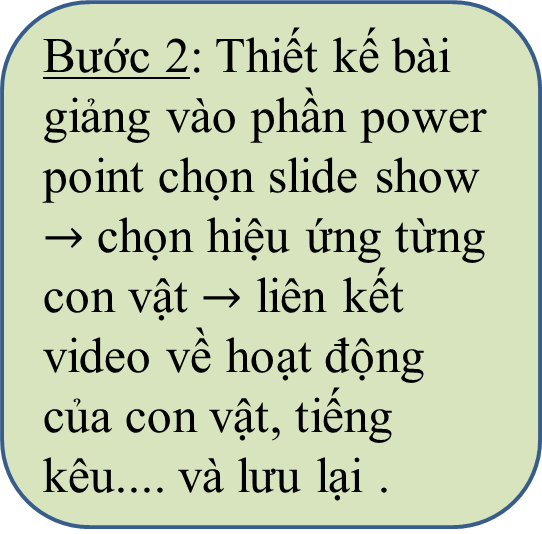 Bước 2: Thiết kế bài
giảng vào phần power
point chọn slide show
→ chọn hiệu ứng từng
con vật → liên kết
video về hoạt động
của con vật, tiếng
kêu.... và lưu lại .